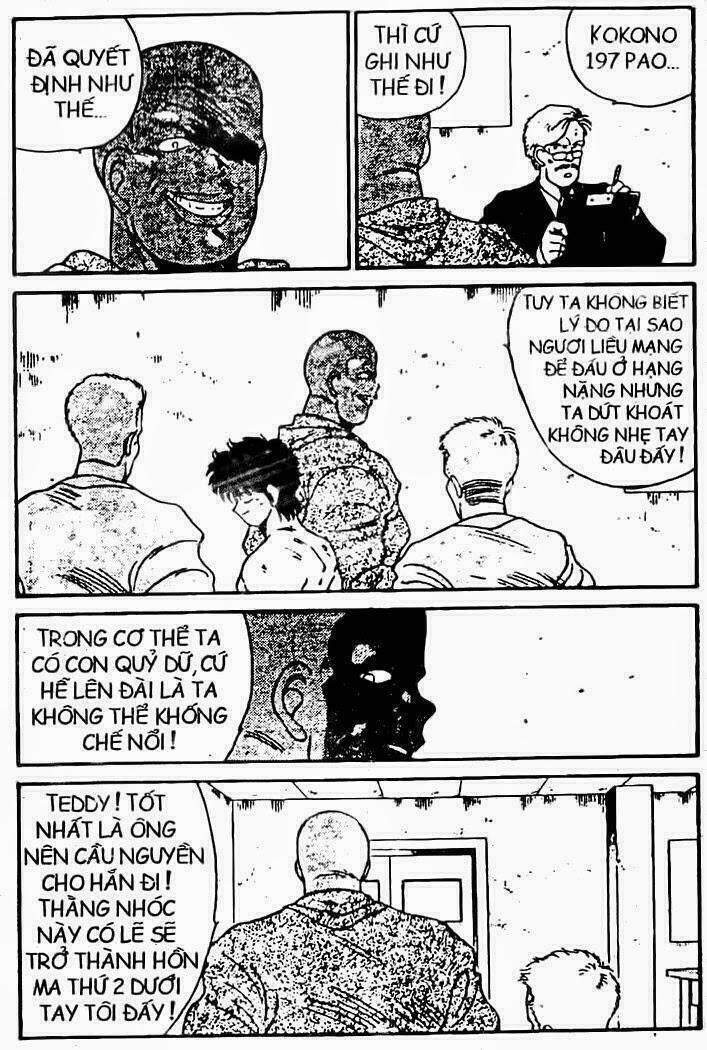 ĐÃ QUYẾT
ĐỊNH NHƯ
THẾ...
THÌ CỨ
GHI NHƯ
THẾ ĐI!
KOKONO
197 PAO...
TUY TA KHÔNG BIẾT
LÝ DO TẠI SAO
NGƯƠI LIỀU MẠNG
ĐỂ ĐẤU Ở HẠNG
NẶNG NHƯNG
TA DỨT KHOÁT
KHÔNG NHẸ TAY
ĐÂU ĐẤY!
TRONG CƠ THỂ TA
CÓ CON QUỶ DỮ, CỨ
HỄ LÊN ĐÀI LÀ TA
KHÔNG THỂ KHỐNG
CHẾ NỔI!
TEDDY! TỐT
NHẤT LÀ ÔNG
NÊN CẦU NGUYỀN
CHO HẮN ĐI!
THẰNG NHÓC
NÀY CÓ LẼ SẼ
TRỞ THÀNH HỒN
MA THỨ 2 DƯỚI
TAY TÔI ĐẤY!